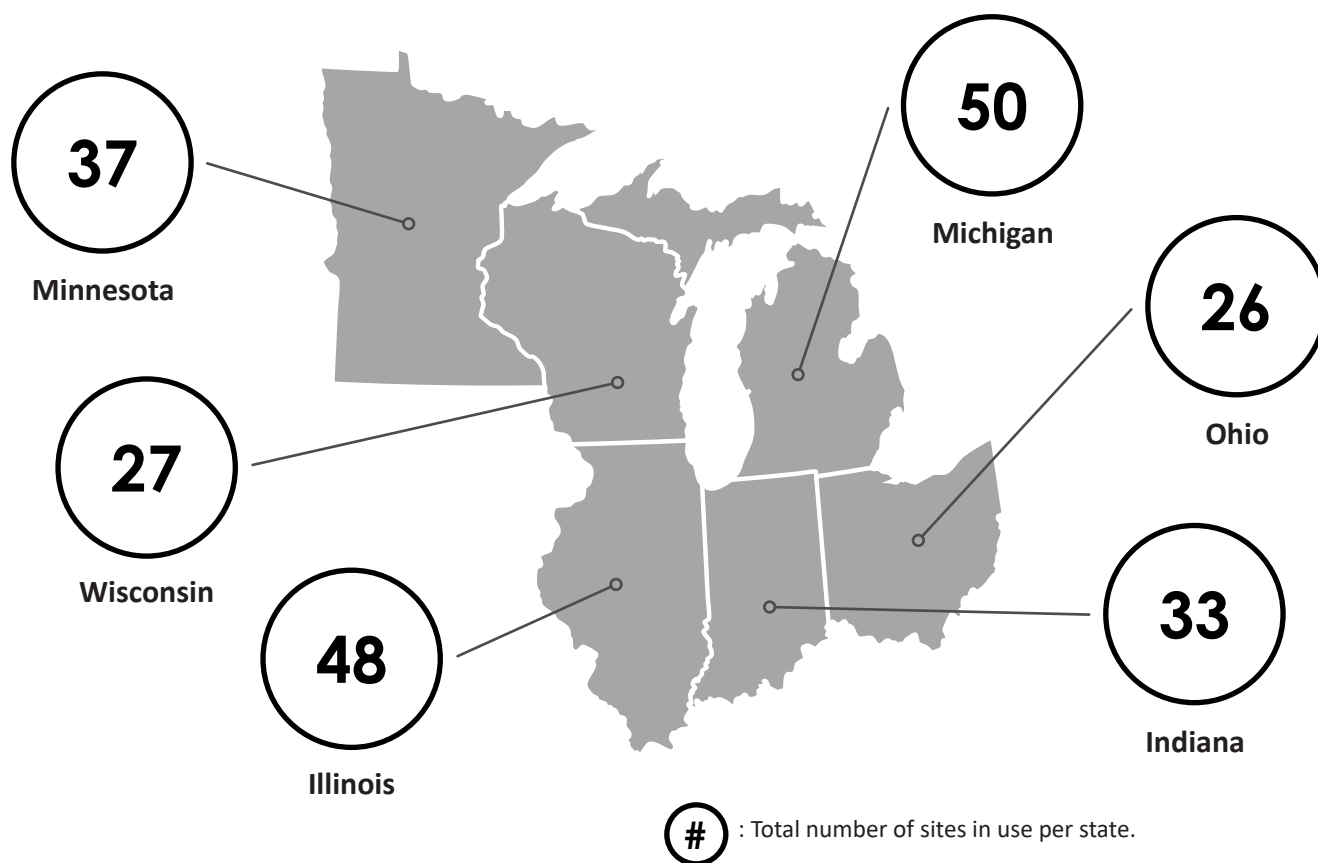 37
Minnesota
50
Michigan
26
Ohio
27
Wisconsin
48
Illinois
33
Indiana
# : Total number of sites in use per state.